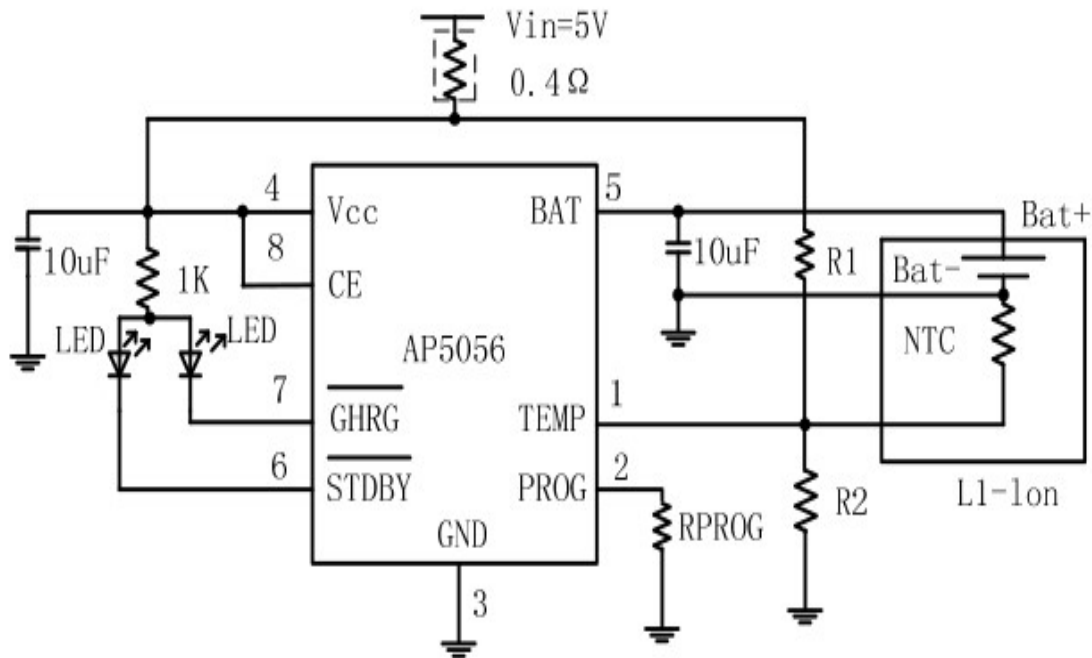 Vin=5V
0.4Ω
4
Vcc
BAT
5
Bat+
10uF
8
1K
CE
10uF
R1
Bat-
LED
LED
AP5056
NTC
7
GHRG
TEMP
1
6
STDBY
PROG
2
R2
L1-lon
GND
RPROG
3